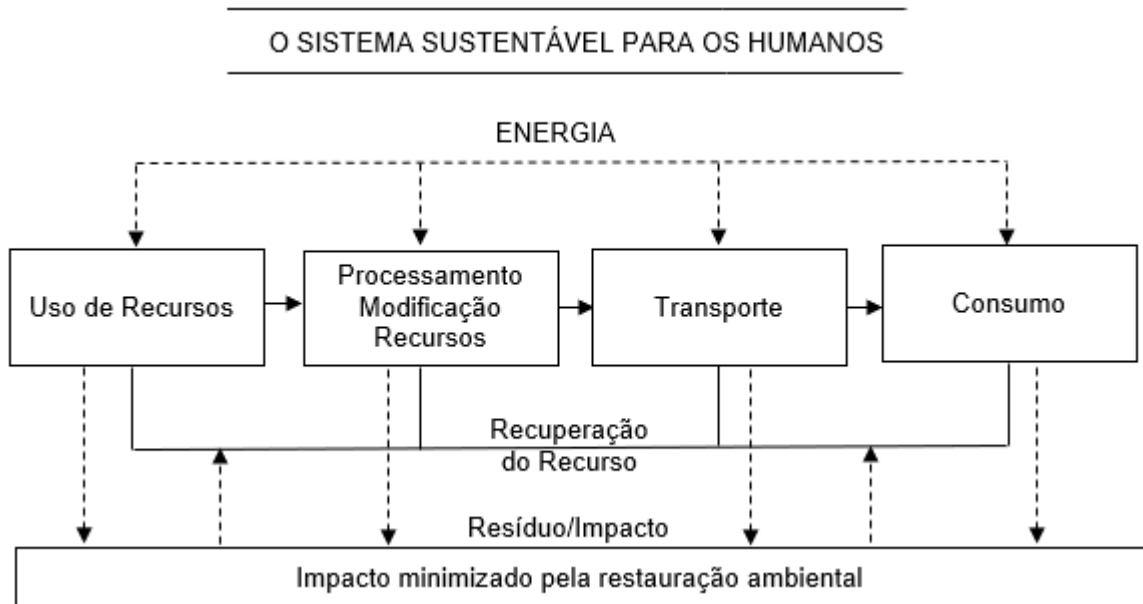 O SISTEMA SUSTENTÁVEL PARA OS HUMANOS
ENERGIA
Uso de Recursos
Processamento
Modificação
Recursos
Transporte
Consumo
Recuperação
do Recurso
Resíduo/Impacto
Impacto minimizado pela restauração ambiental